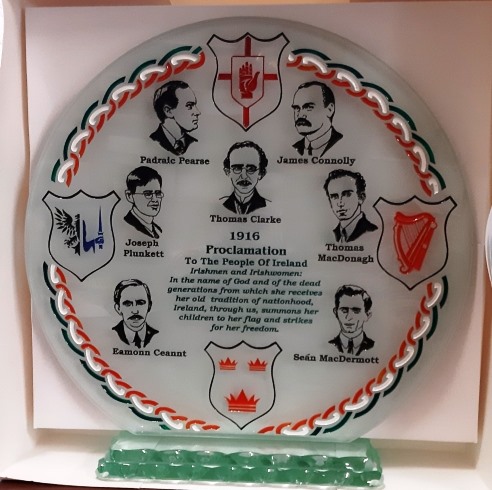 Padraic Pearse
James Connolly
Thomas Clarke
Joseph
Plunkett
Thomas
MacDonagh
1916
Proclamation
To The People Of Ireland
Irishmen and Irishwomen:
In the name of God and of the dead
generations from which she receives
her old tradition of nationhood,
Ireland, through us, summons her
children to her flag and strikes
for her freedom.
Eamonn Ceannt
Seán MacDermott